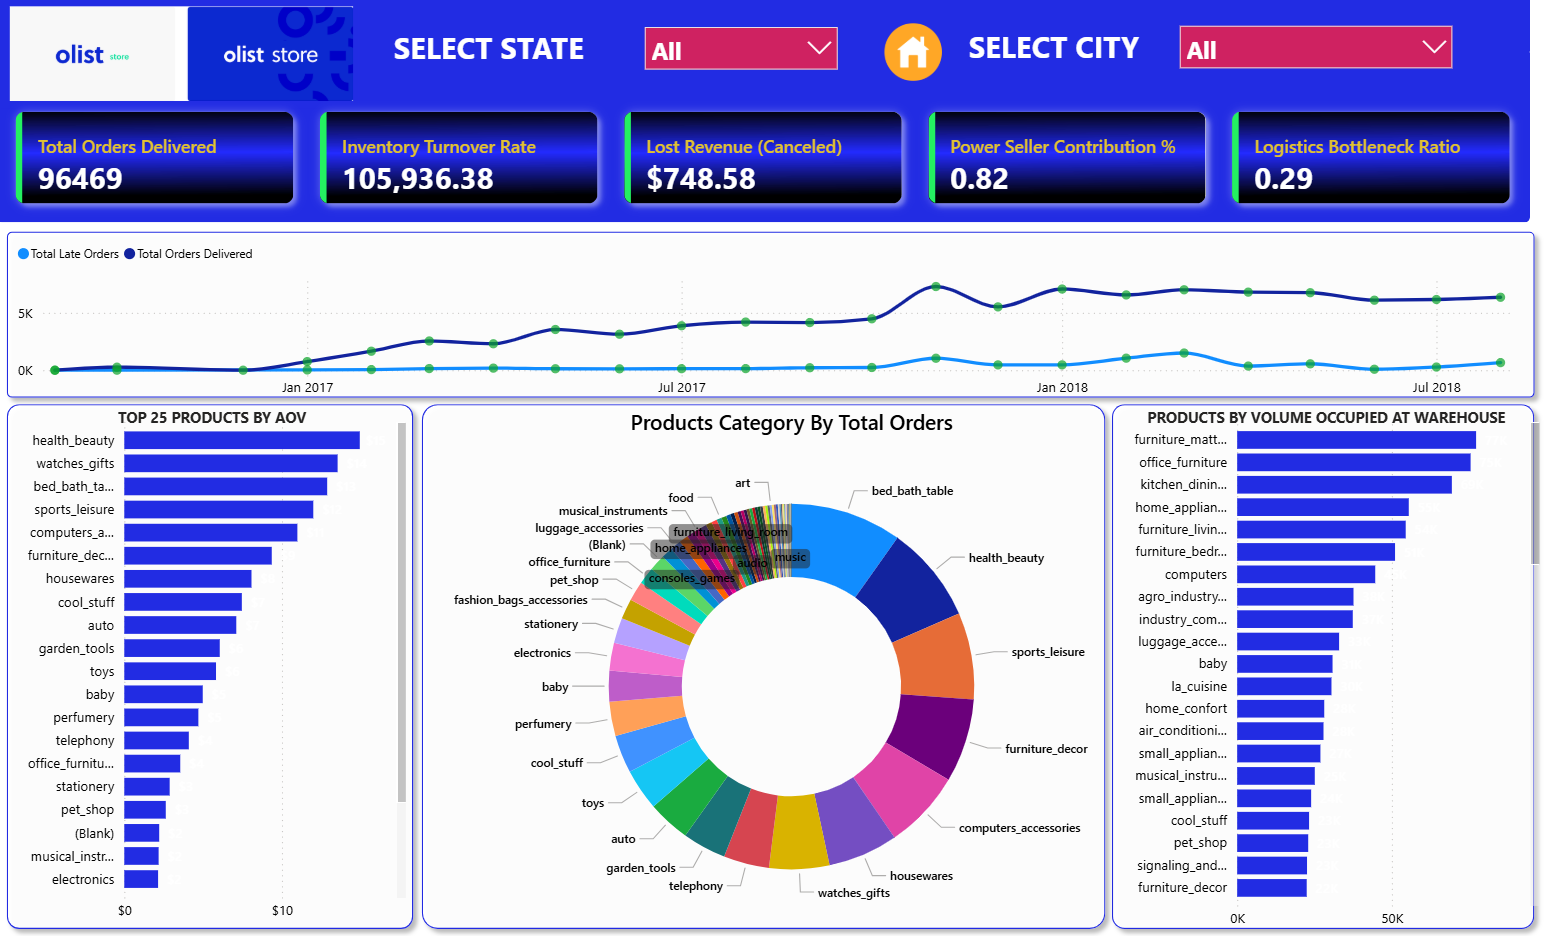 olist store
olist store
SELECT STATE
All
SELECT CITY
All
Total Orders Delivered
96469
Inventory Turnover Rate
105,936.38
Lost Revenue (Canceled)
$748.58
Power Seller Contribution %
0.82
Logistics Bottleneck Ratio
0.29
Total Late Orders
Total Orders Delivered
5K
0K
Jan 2017
Jul 2017
Jan 2018
Jul 2018
TOP 25 PRODUCTS BY AOV
health_beauty
watches_gifts
bed_bath_ta...
sports_leisure
computers_a...
furniture_dec...
housewares
cool_stuff
auto
garden_tools
toys
baby
perfumery
telephony
office_furnitu...
stationery
pet_shop
(Blank)
musical_instr...
electronics
$0
$10
Products Category By Total Orders
art
food
musical_instruments
luggage_accessories
(Blank)
office_furniture
pet_shop
fashion_bags_accessories
stationery
electronics
baby
perfumery
cool_stuff
toys
auto
garden_tools
telephony
watches_gifts
housewares
computers_accessories
furniture_decor
sports_leisure
health_beauty
bed_bath_table
furniture_living_room
home_appliances
music
audio
consoles_games
PRODUCTS BY VOLUME OCCUPIED AT WAREHOUSE
furniture_matt...
office_furniture
kitchen_dinin...
home_applian...
furniture_livin...
furniture_bedr...
computers
agro_industry...
industry_com...
luggage_acce...
baby
la_cuisine
home_confort
air_conditioni...
small_applian...
musical_instru...
small_applian...
cool_stuff
pet_shop
signaling_and...
furniture_decor
0K
50K